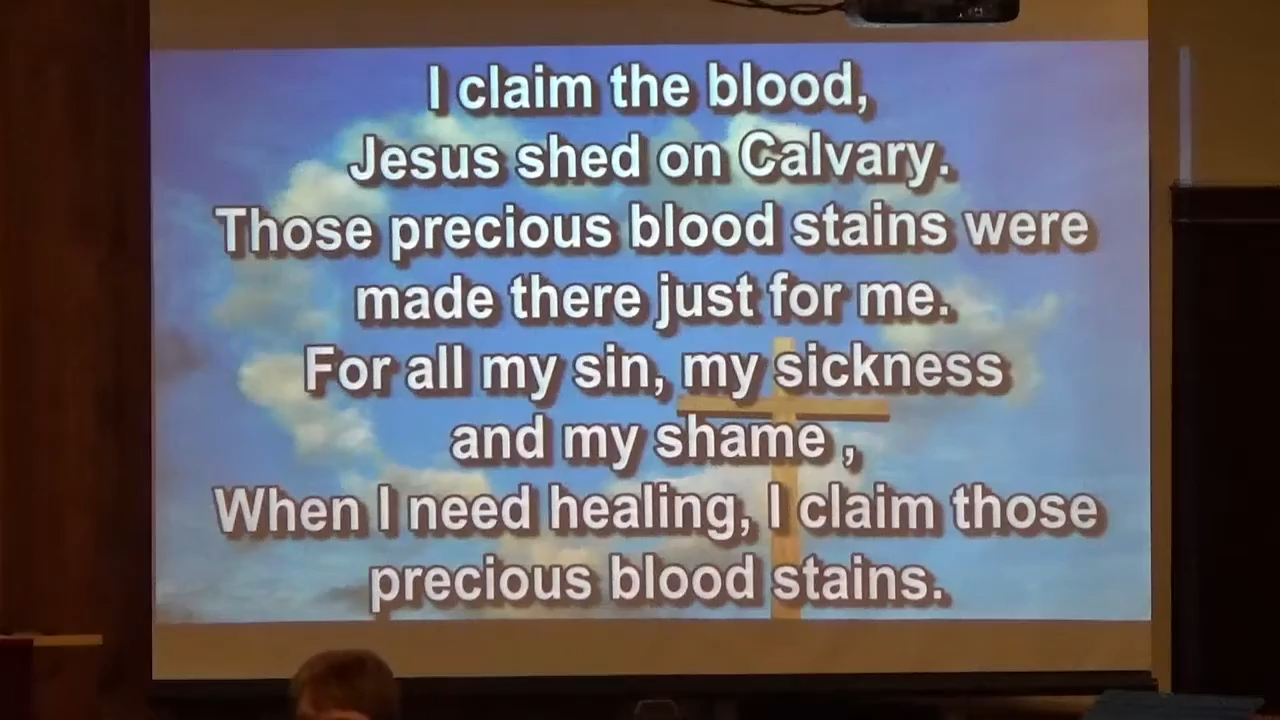 I claim the blood,
Jesus shed on Calvary.
Those precious blood stains were
made there just for me.
For all my sin, my sickness
and my shame ,
When I need healing, I claim those
precious blood stains.